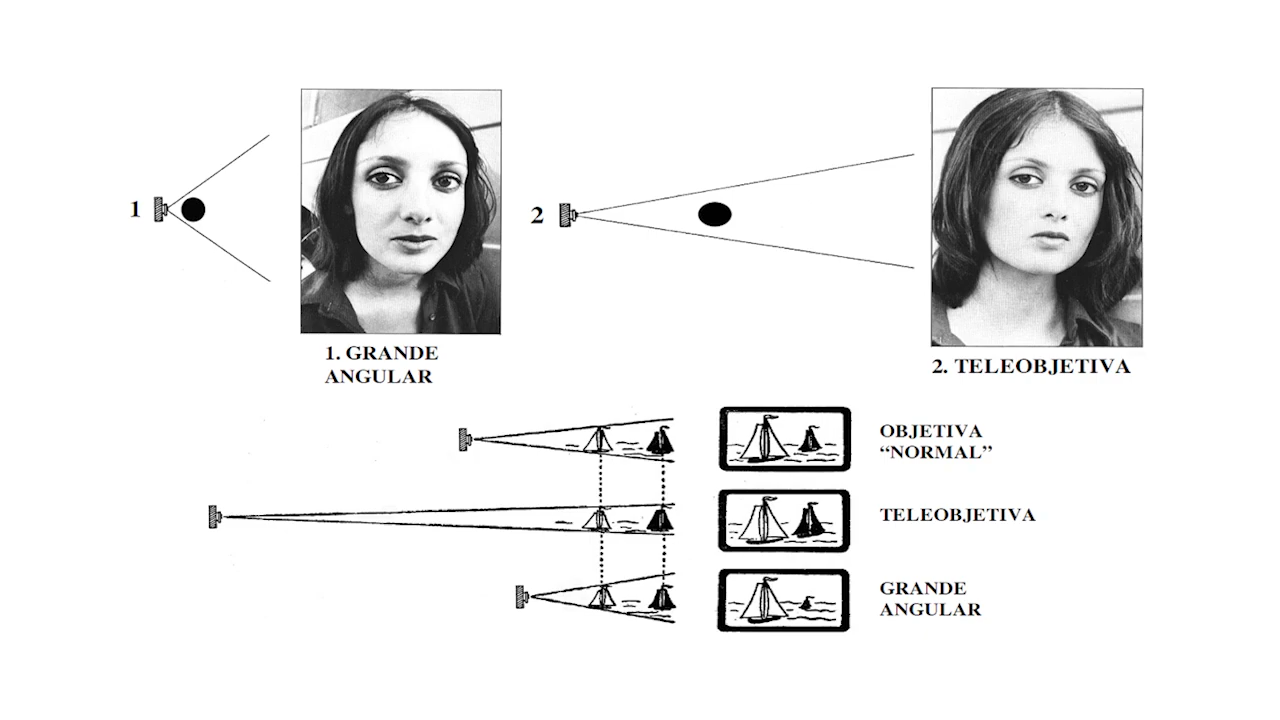 1
2
1. GRANDE
ANGULAR
2. TELEOBJETIVA
OBJETIVA
“NORMAL”
TELEOBJETIVA
GRANDE
ANGULAR